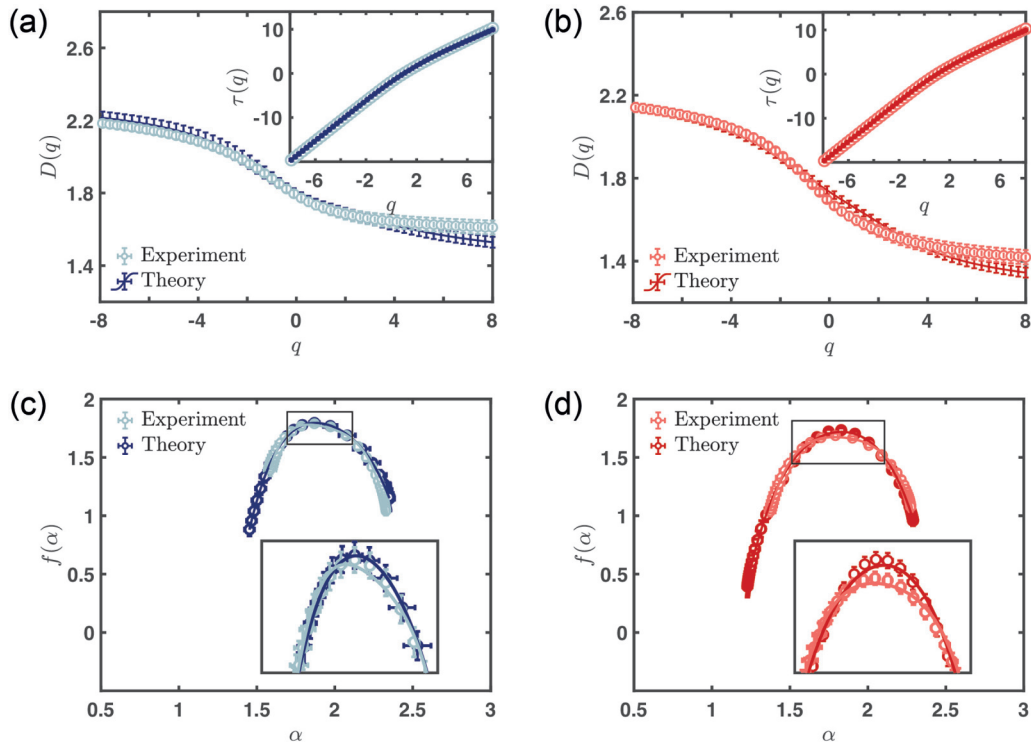 (a)
2.6
2.2
1.8
1.4
D(q)
-8
-4
0
4
8
q
10
0
-10
τ(q)
-6
-2
2
6
q
Experiment
Theory
(b)
2.6
2.2
1.8
1.4
D(q)
-8
-4
0
4
8
q
10
0
-10
τ(q)
-6
-2
2
6
q
Experiment
Theory
(c)
2
1.5
1
0.5
0
f(α)
0.5
1
1.5
2
2.5
3
α
Experiment
Theory
(d)
2
1.5
1
0.5
0
f(α)
0.5
1
1.5
2
2.5
3
α
Experiment
Theory